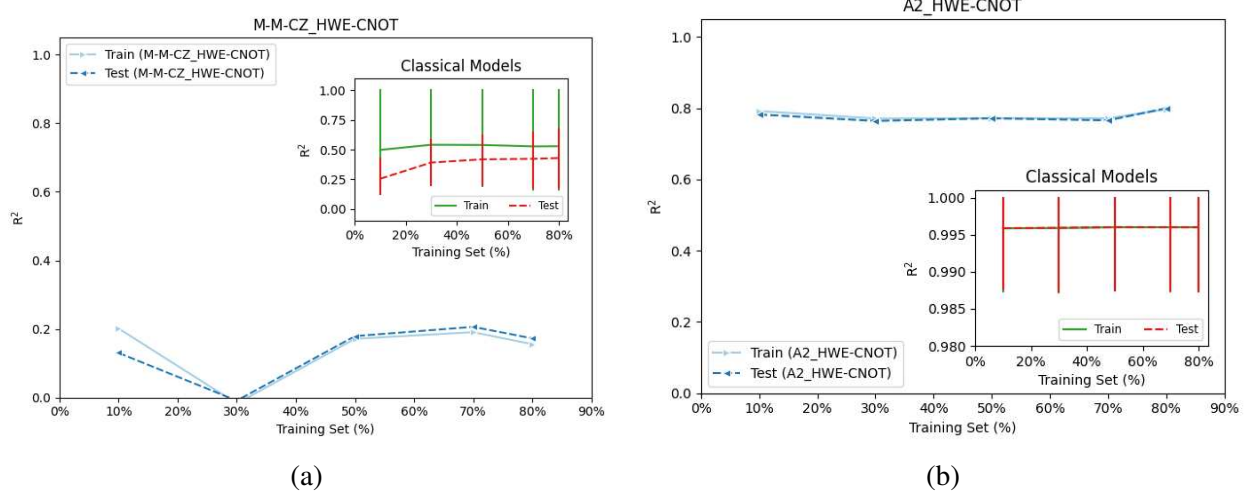 M-M-CZ_HWE-CNOT
Train (M-M-CZ_HWE-CNOT)
Test (M-M-CZ_HWE-CNOT)
1.0
0.8
0.6
0.4
0.2
0.0
R²
0% 10% 20% 30% 40% 50% 60% 70% 80% 90%
Training Set (%)
Classical Models
1.00
0.75
0.50
0.25
0.00
R²
Train Test
0% 20% 40% 60% 80%
Training Set (%)
(a)
A2_HWE-CNOT
1.0
0.8
0.6
0.4
0.2
0.0
R²
Classical Models
1.000
0.995
0.990
0.985
0.980
R²
Train Test
0% 20% 40% 60% 80%
Training Set (%)
Train (A2_HWE-CNOT)
Test (A2_HWE-CNOT)
0% 10% 20% 30% 40% 50% 60% 70% 80% 90%
Training Set (%)
(b)